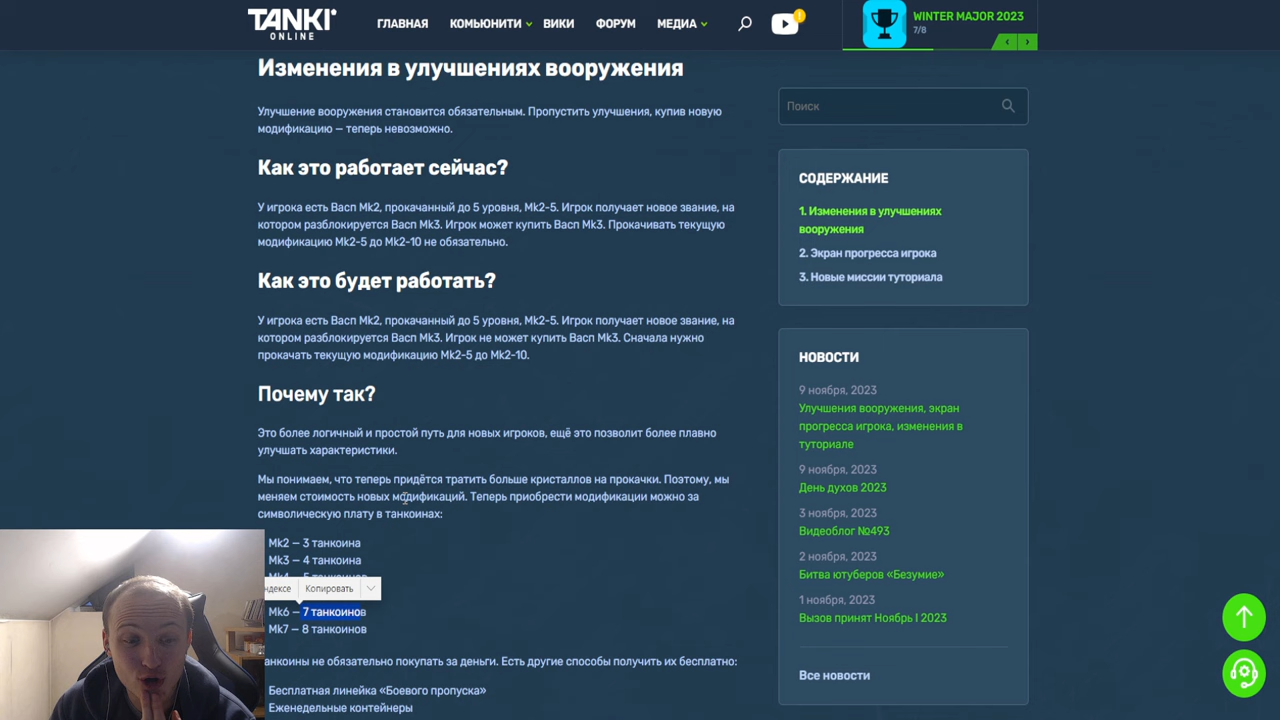 TANKI
ONLINE
ГЛАВНАЯ
КОМЬЮНИТИ
ВИКИ
ФОРУМ
МЕДИА
1
WINTER MAJOR 2023
7/8
Изменения в улучшениях вооружения
Улучшение вооружения становится обязательным. Пропустить улучшения, купив новую
модификацию — теперь невозможно.
Как это работает сейчас?
У игрока есть Васп Mk2, прокачанный до 5 уровня, Mk2-5. Игрок получает новое звание, на
котором разблокируется Васп Mk3. Игрок может купить Васп Mk3. Прокачивать текущую
модификацию Mk2-5 до Mk2-10 не обязательно.
Как это будет работать?
У игрока есть Васп Mk2, прокачанный до 5 уровня, Mk2-5. Игрок получает новое звание, на
котором разблокируется Васп Mk3. Игрок не может купить Васп Mk3. Сначала нужно
прокачать текущую модификацию Mk2-5 до Mk2-10.
Почему так?
Это более логичный и простой путь для новых игроков, ещё это позволит более плавно
улучшать характеристики.
Мы понимаем, что теперь придётся тратить больше кристаллов на прокачки. Поэтому, мы
меняем стоимость новых модификаций. Теперь приобрести модификации можно за
символическую плату в танкоинах:
Mk2 — 3 танкоина
Mk3 — 4 танкоина
Копировать
Mk6 — 7 танкоинов
Mk7 — 8 танкоинов
не обязательно покупать за деньги. Есть другие способы получить их бесплатно:
Бесплатная линейка «Боевого пропуска»
Еженедельные контейнеры
Поиск
СОДЕРЖАНИЕ
1. Изменения в улучшениях
вооружения
2. Экран прогресса игрока
3. Новые миссии туториала
НОВОСТИ
9 ноября, 2023
Улучшения вооружения, экран
прогресса игрока, изменения в
туториале
9 ноября, 2023
День духов 2023
3 ноября, 2023
Видеоблог №493
2 ноября, 2023
Битва ютуберов «Безумие»
1 ноября, 2023
Вызов принят Ноябрь I 2023
Все новости